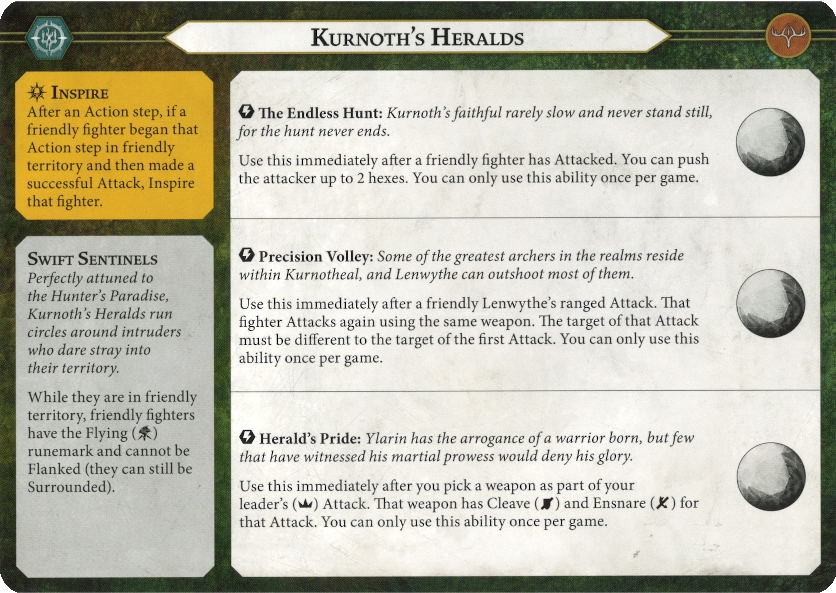 KURNOTH'S HERALDS
INSPIRE
After an Action step, if a
friendly fighter began that
Action step in friendly
territory and then made a
successful Attack, Inspire
that fighter.
SWIFT SENTINELS
Perfectly attuned to
the Hunter's Paradise,
Kurnoth's Heralds run
circles around intruders
who dare stray into
their territory.
While they are in friendly
territory, friendly fighters
have the Flying ( )
runemark and cannot be
Flanked (they can still be
Surrounded).
The Endless Hunt: Kurnoth's faithful rarely slow and never stand still,
for the hunt never ends.
Use this immediately after a friendly fighter has Attacked. You can push
the attacker up to 2 hexes. You can only use this ability once per game.
Precision Volley: Some of the greatest archers in the realms reside
within Kurnotheal, and Lenwythe can outshoot most of them.
Use this immediately after a friendly Lenwythe's ranged Attack. That
fighter Attacks again using the same weapon. The target of that Attack
must be different to the target of the first Attack. You can only use this
ability once per game.
Herald's Pride: Ylarin has the arrogance of a warrior born, but few
that have witnessed his martial prowess would deny his glory.
Use this immediately after you pick a weapon as part of your
leader's ( ) Attack. That weapon has Cleave ( ) and Ensnare ( ) for
that Attack. You can only use this ability once per game.